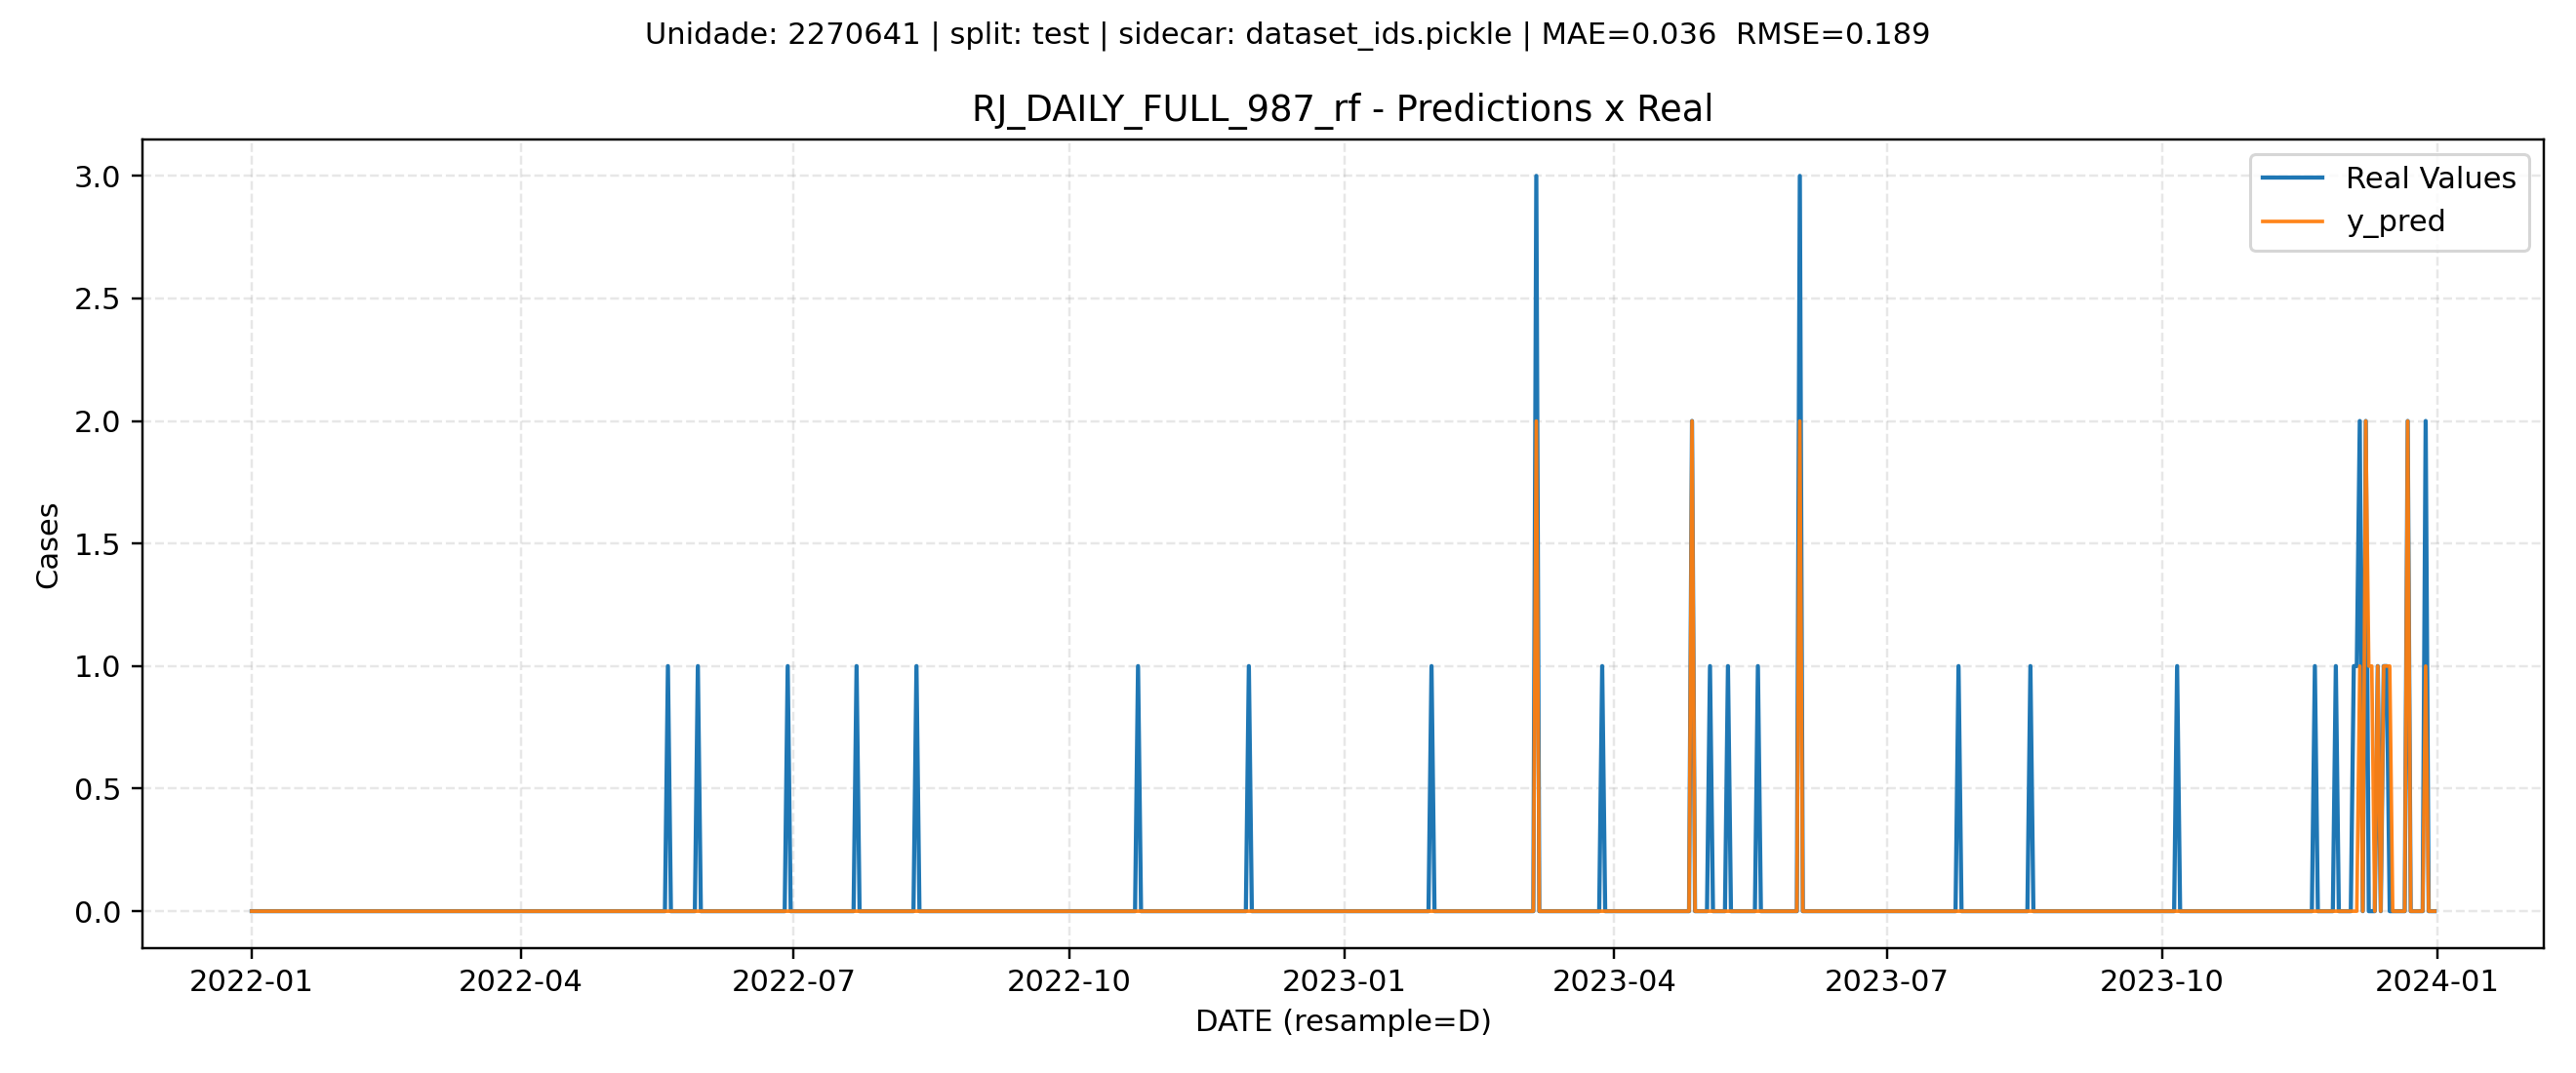 Unidade: 2270641 | split: test | sidecar: dataset_ids.pickle | MAE=0.036  RMSE=0.189
RJ_DAILY_FULL_987_rf - Predictions x Real
Real Values
y_pred
Cases
3.0
2.5
2.0
1.5
1.0
0.5
0.0
2022-01 2022-04 2022-07 2022-10 2023-01 2023-04 2023-07 2023-10 2024-01
DATE (resample=D)